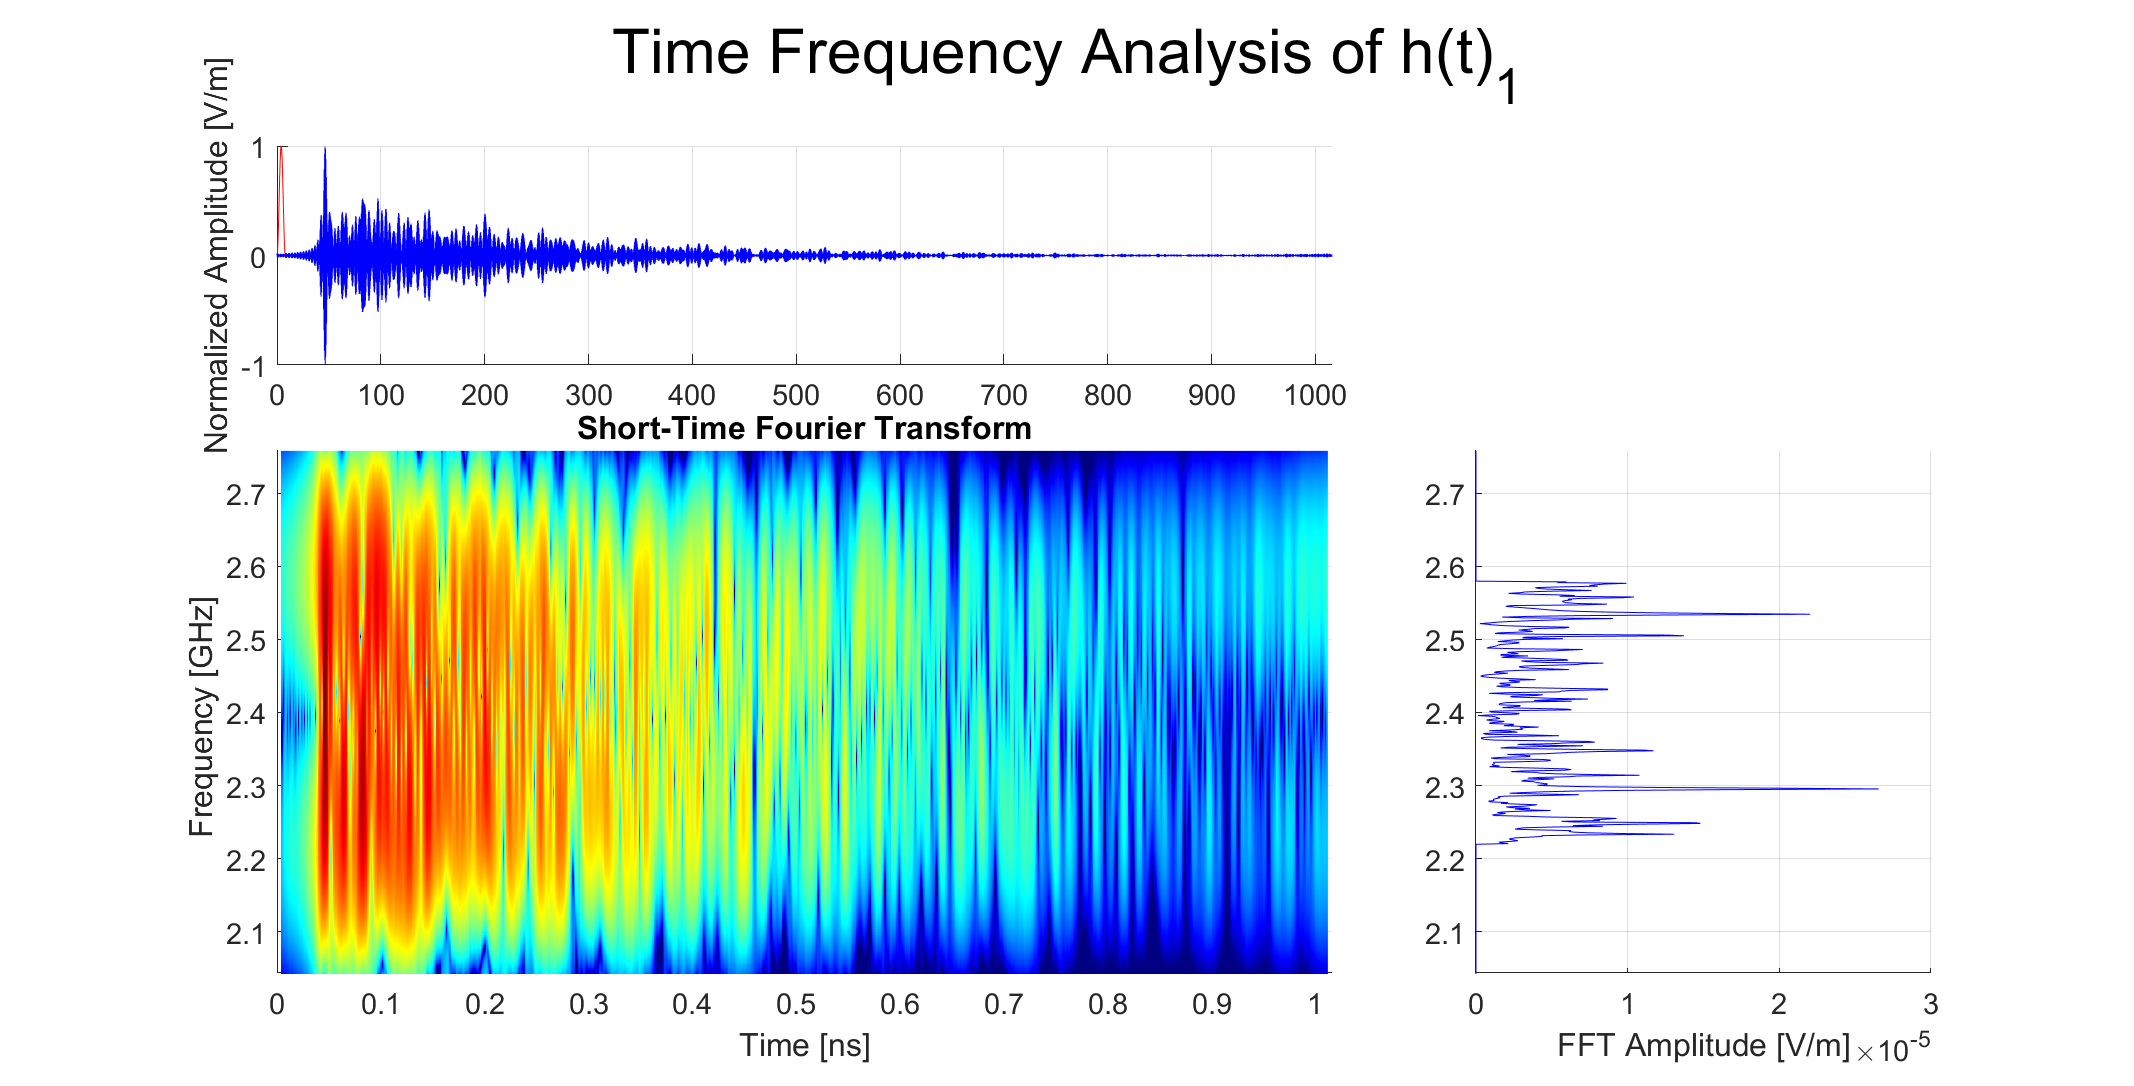 Time Frequency Analysis of h(t)1
Normalized Amplitude [V/m]
1
0
-1
0 100 200 300 400 500 600 700 800 900 1000
Short-Time Fourier Transform
Frequency [GHz]
2.7
2.6
2.5
2.4
2.3
2.2
2.1
0 0.1 0.2 0.3 0.4 0.5 0.6 0.7 0.8 0.9 1
Time [ns]
2.7
2.6
2.5
2.4
2.3
2.2
2.1
0 1 2 3
FFT Amplitude [V/m] ×10-5